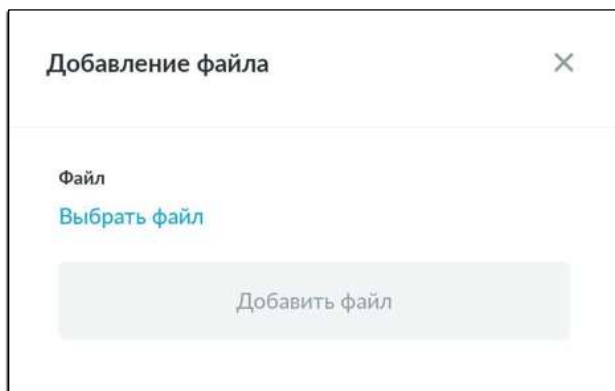 Добавление файла
Файл
Выбрать файл
Добавить файл